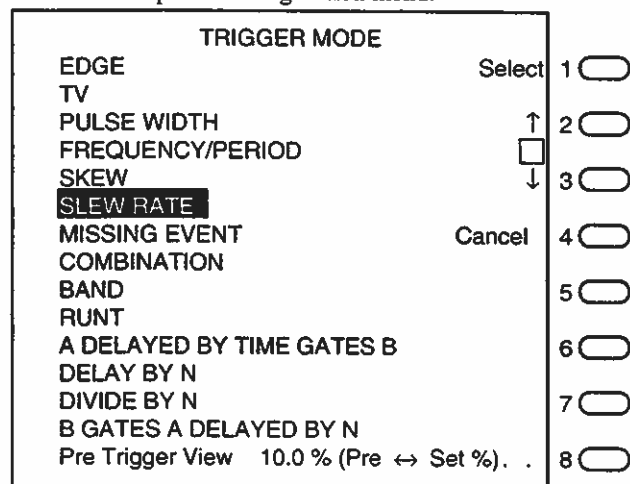 TRIGGER MODE
EDGE Select 1
TV
PULSE WIDTH ↑ 2
FREQUENCY/PERIOD
SKEW ↓ 3
SLEW RATE
MISSING EVENT Cancel 4
COMBINATION
BAND 5
RUNT
A DELAYED BY TIME GATES B 6
DELAY BY N
DIVIDE BY N 7
B GATES A DELAYED BY N
Pre Trigger View 10.0 % (Pre ↔ Set %). . 8